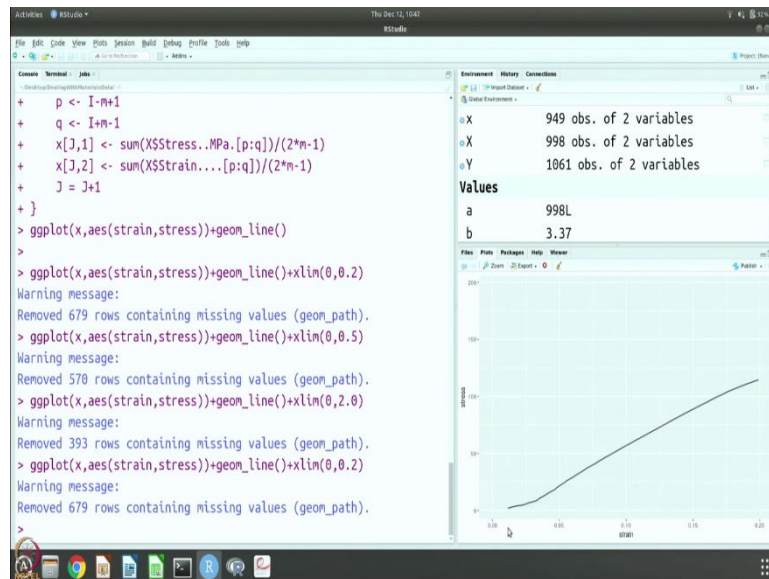 Activities RStudio Thu Dec 12, 10:47
RStudio
File Edit Code View Plots Session Build Debug Profile Tools Help
Go to file/function Addins
Console Terminal Jobs
+ p <- I-m+1
+ q <- I+m-1
+ x[J,1] <- sum(X$Stress..MPa.[p:q])/(2*m-1)
+ x[J,2] <- sum(X$Strain....[p:q])/(2*m-1)
+ J = J+1
+ }
> ggplot(x,aes(strain,stress))+geom_line()
>
> ggplot(x,aes(strain,stress))+geom_line()+xlim(0,0.2)
Warning message:
Removed 679 rows containing missing values (geom_path).
> ggplot(x,aes(strain,stress))+geom_line()+xlim(0,0.5)
Warning message:
Removed 570 rows containing missing values (geom_path).
> ggplot(x,aes(strain,stress))+geom_line()+xlim(0,2.0)
Warning message:
Removed 393 rows containing missing values (geom_path).
> ggplot(x,aes(strain,stress))+geom_line()+xlim(0,0.2)
Warning message:
Removed 679 rows containing missing values (geom_path).
>
Environment History Connections
Import Dataset List
Global Environment
x 949 obs. of 2 variables
X 998 obs. of 2 variables
Y 1061 obs. of 2 variables
Values
a 998L
b 3.37
Files Plots Packages Help Viewer
Zoom Export Publish
200
150
100
50
0
stress
0.00 0.05 0.10 0.15 0.20
strain
NPTEL